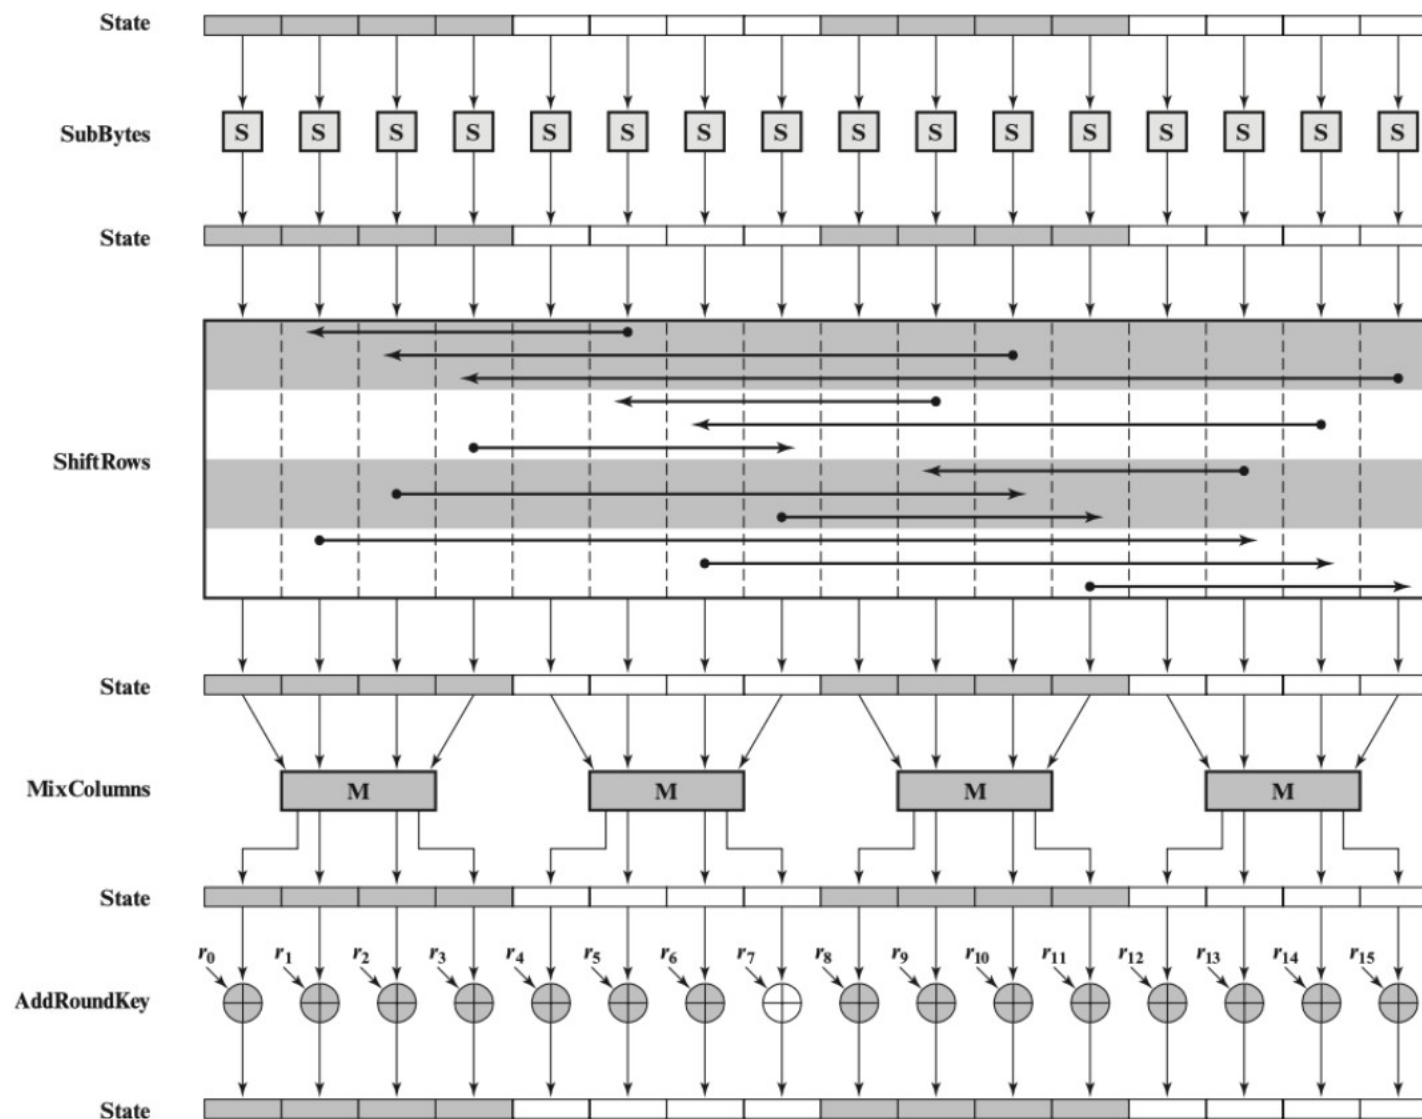 State
SubBytes S S S S S S S S S S S S S S S S
State
ShiftRows
State
MixColumns M M M M
State
r0 r1 r2 r3 r4 r5 r6 r7 r8 r9 r10 r11 r12 r13 r14 r15
AddRoundKey
State